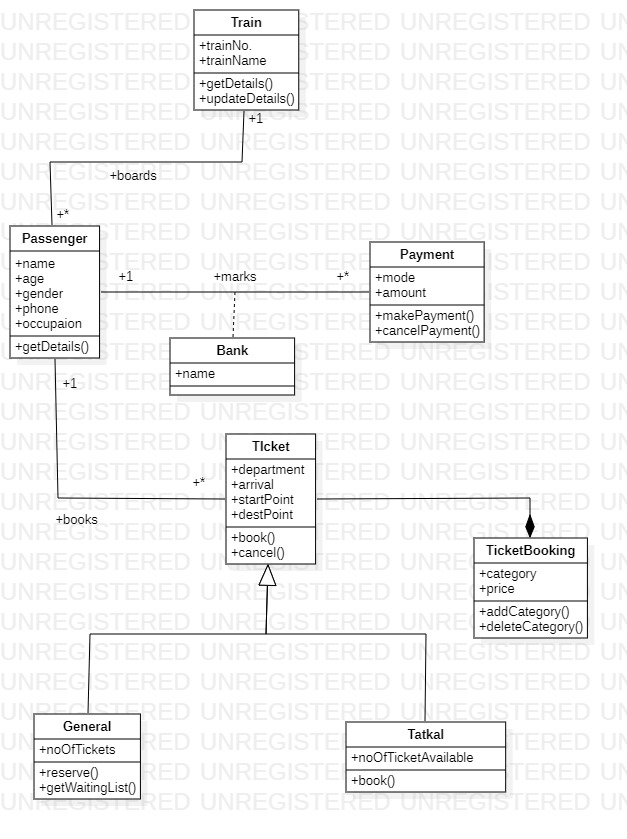 Train
+trainNo.
+trainName
+getDetails()
+updateDetails()
+1
+boards
+*
Passenger
+name
+age
+gender
+phone
+occupaion
+getDetails()
+1
+marks
+*
Payment
+mode
+amount
+makePayment()
+cancelPayment()
Bank
+name
+1
+*
+books
TIcket
+department
+arrival
+startPoint
+destPoint
+book()
+cancel()
TicketBooking
+category
+price
+addCategory()
+deleteCategory()
General
+noOfTickets
+reserve()
+getWaitingList()
Tatkal
+noOfTicketAvailable
+book()
UNREGISTERED